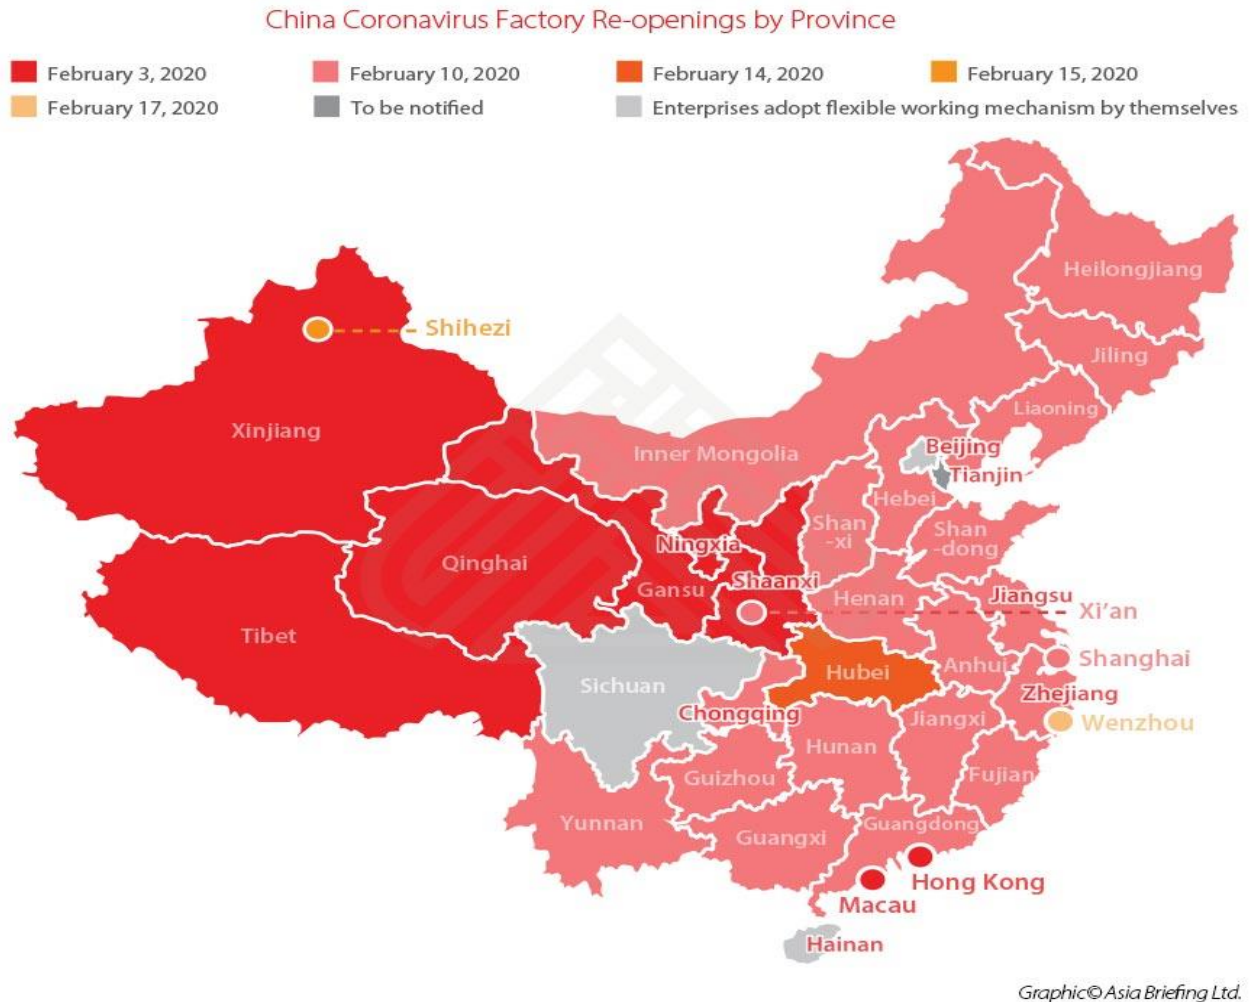 China Coronavirus Factory Re-openings by Province
February 3, 2020
February 10, 2020
February 14, 2020
February 15, 2020
February 17, 2020
To be notified
Enterprises adopt flexible working mechanism by themselves
Heilongjiang
Shihezi
Jiling
Liaoning
Xinjiang
Inner Mongolia
Beijing
Tianjin
Hebei
Shan
-xi
Shan
-dong
Ningxia
Qinghai
Gansu
Shaanxi
Henan
Jiangsu
Xi'an
Tibet
Shanghai
Anhui
Hubei
Sichuan
Zhejiang
Chongqing
Jiangxi
Wenzhou
Hunan
Guizhou
Fujian
Yunnan
Guangxi
Guangdong
Hong Kong
Macau
Hainan
Graphic© Asia Briefing Ltd.